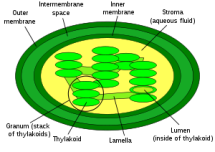 Intermembrane
space
Inner
membrane
Outer
membrane
Stroma
(aqueous fluid)
Granum (stack
of thylakoids)
Thylakoid
Lamella
Lumen
(inside of thylakoid)